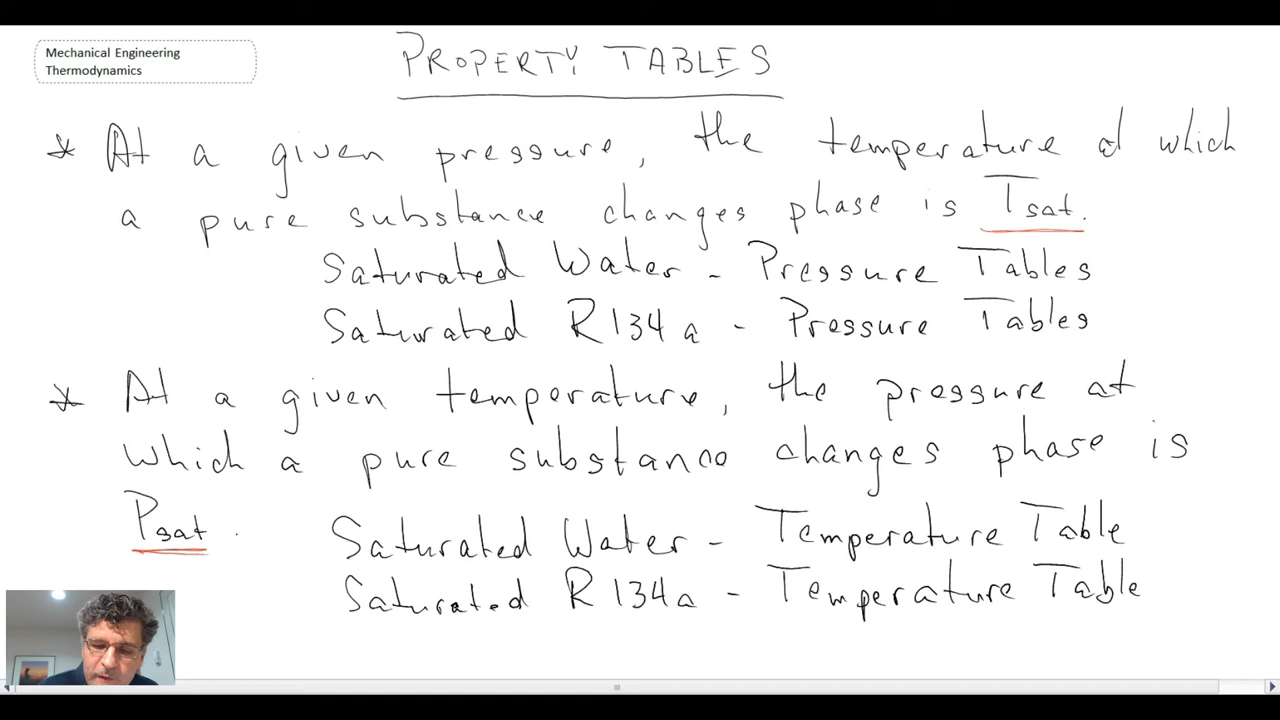 Mechanical Engineering
Thermodynamics
PROPERTY TABLES
* At a given pressure, the temperature at which
a pure substance changes phase is Tsat.
Saturated Water - Pressure Tables
Saturated R134a - Pressure Tables
* At a given temperature, the pressure at
which a pure substance changes phase is
Psat.
Saturated Water - Temperature Table
Saturated R134a - Temperature Table